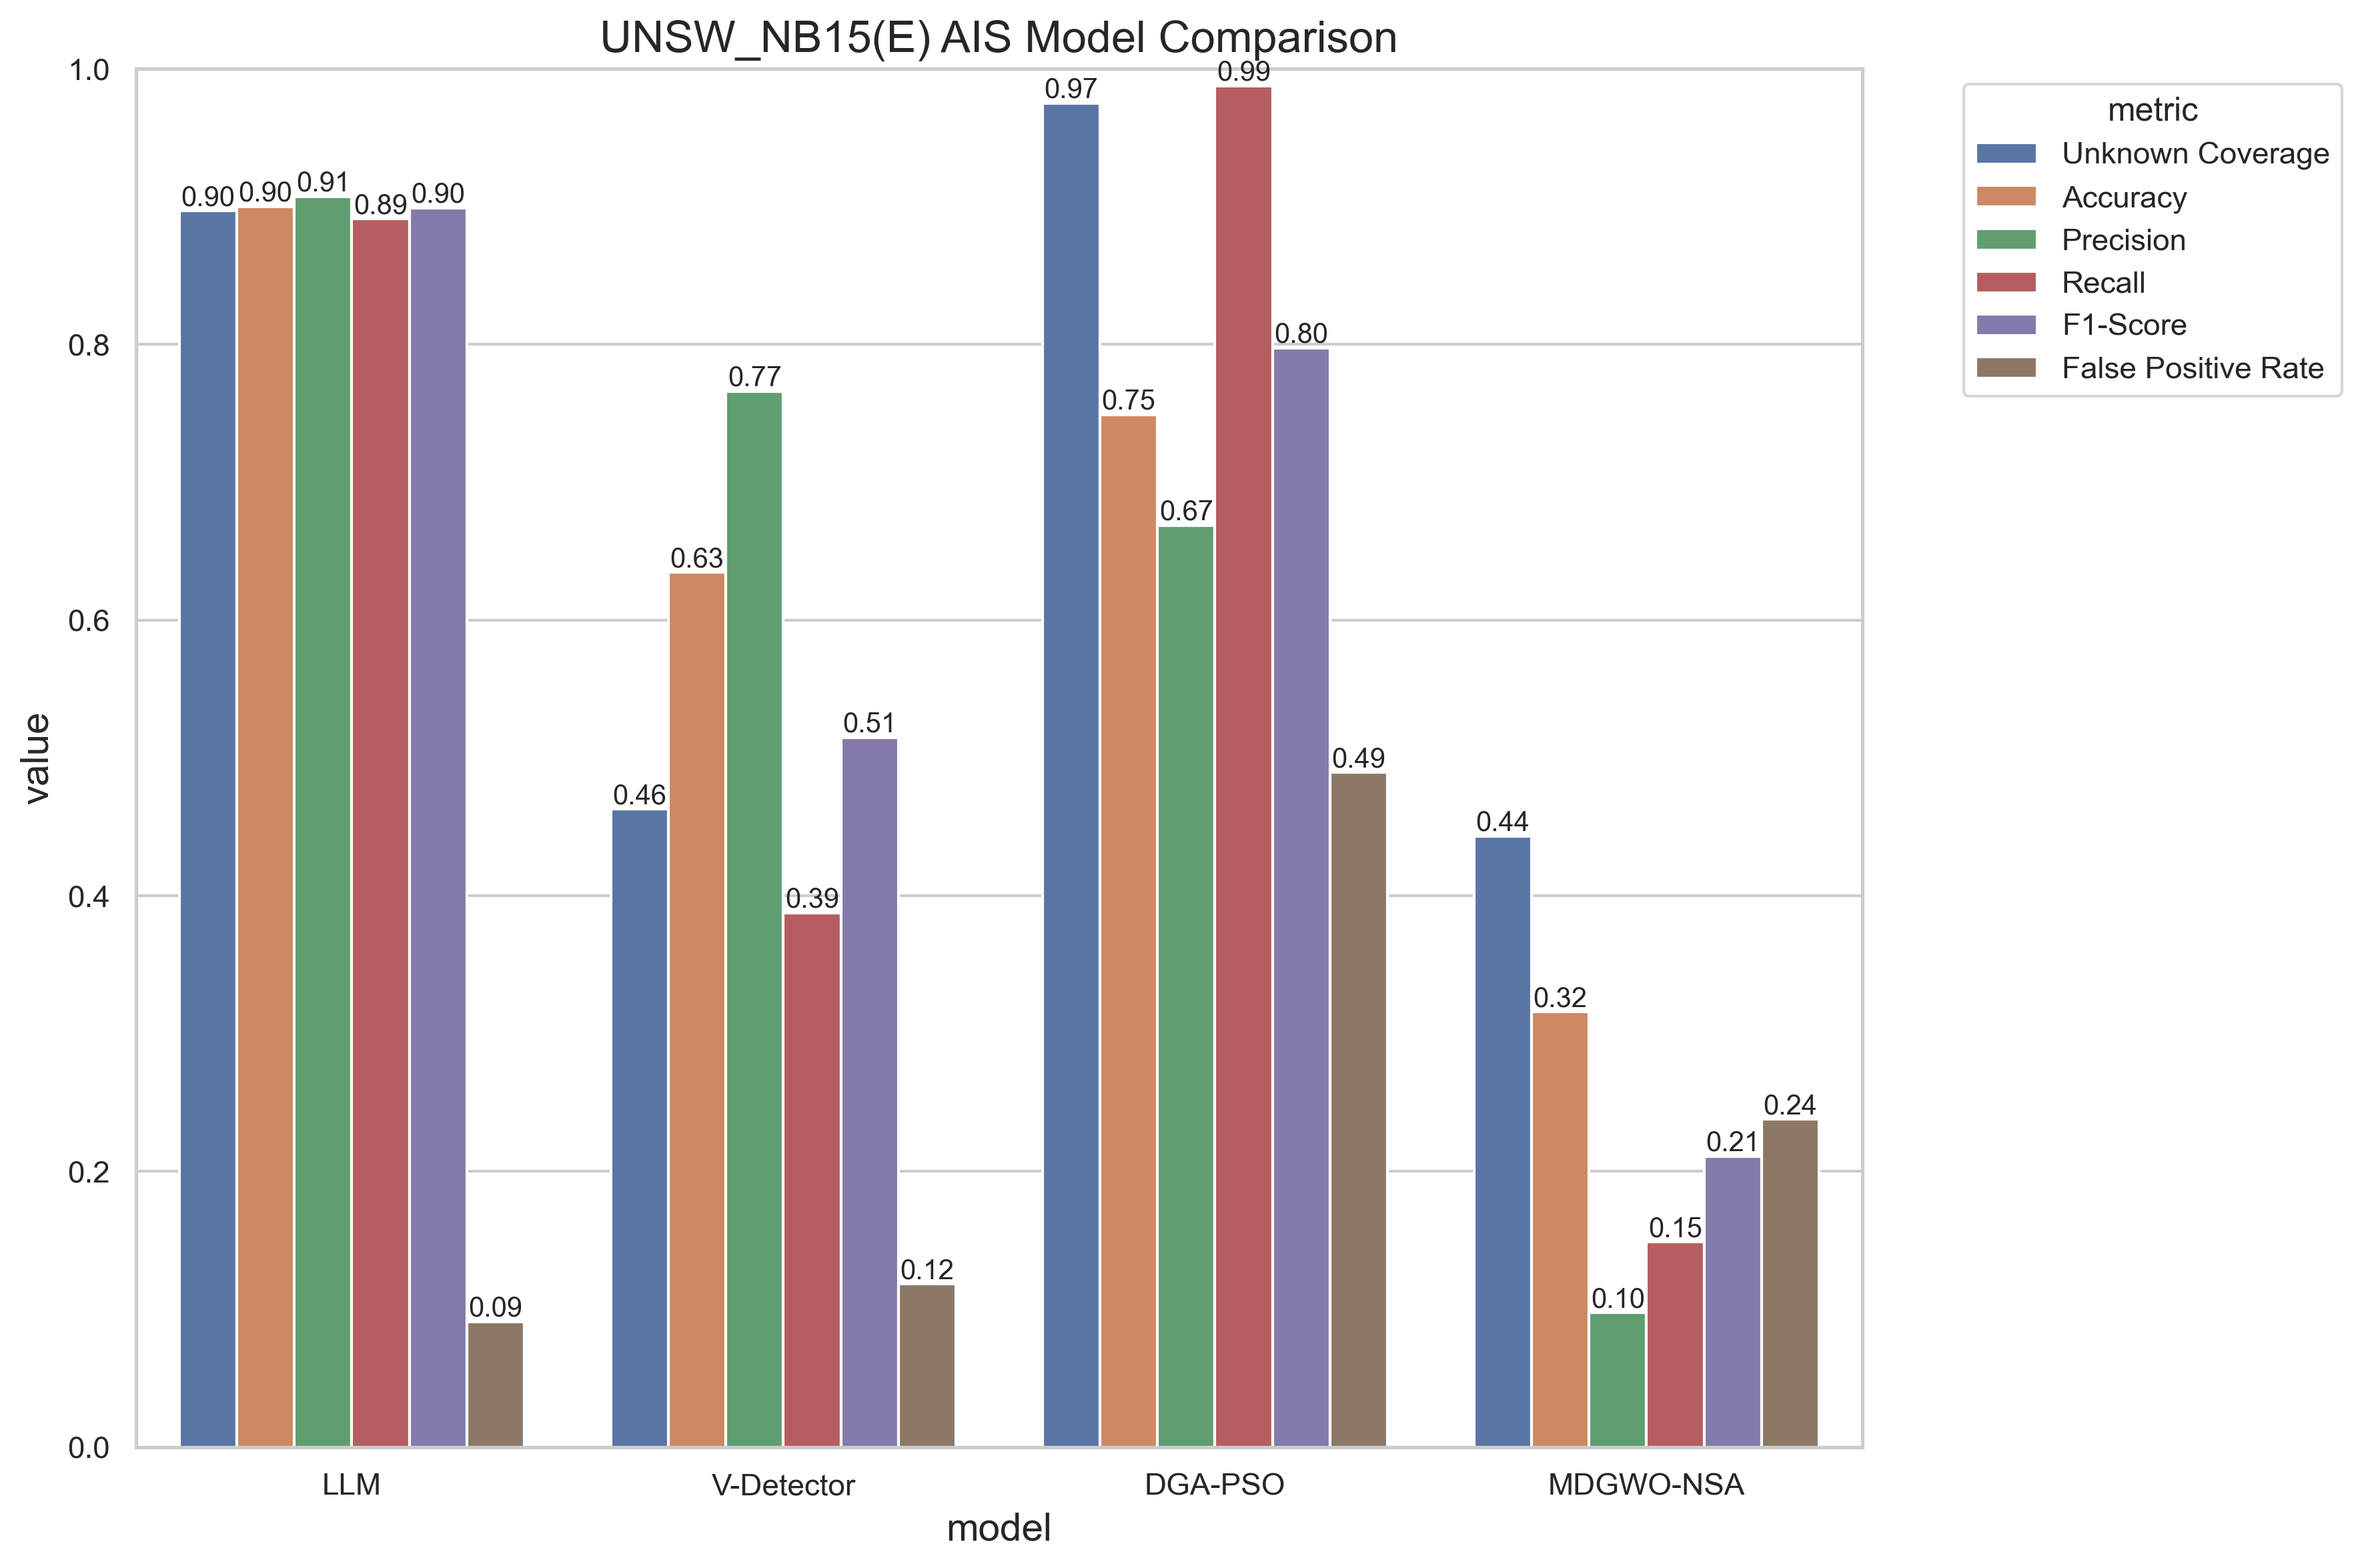 UNSW_NB15(E) AIS Model Comparison
metric
Unknown Coverage
Accuracy
Precision
Recall
F1-Score
False Positive Rate
value
1.0
0.8
0.6
0.4
0.2
0.0
0.90 0.90 0.91 0.89 0.90 0.09
0.46 0.63 0.77 0.39 0.51 0.12
0.97 0.75 0.67 0.99 0.80 0.49
0.44 0.32 0.10 0.15 0.21 0.24
LLM V-Detector DGA-PSO MDGWO-NSA
model